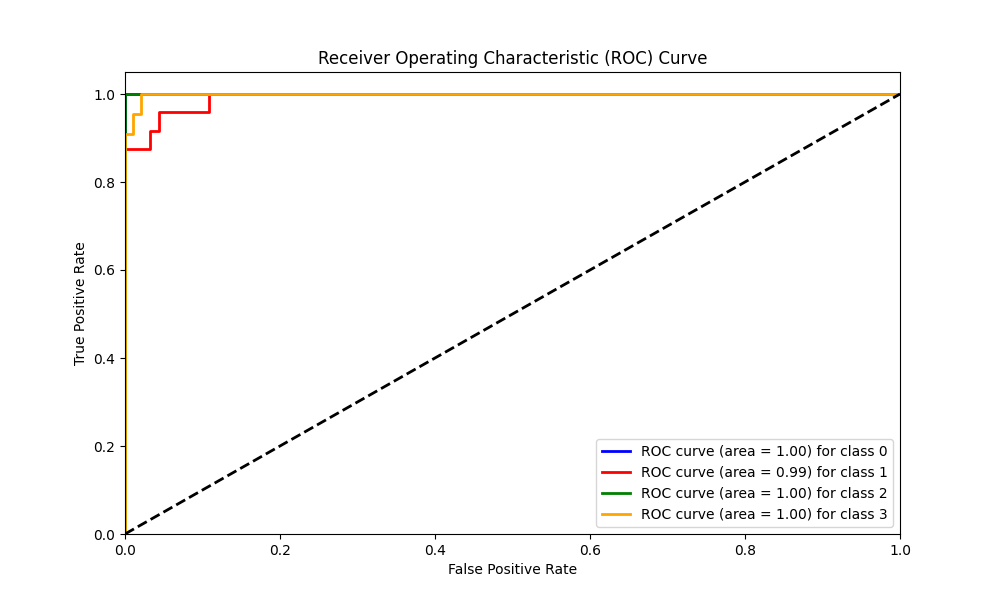 Receiver Operating Characteristic (ROC) Curve
1.0
0.8
0.6
0.4
0.2
0.0
True Positive Rate
ROC curve (area = 1.00) for class 0
ROC curve (area = 0.99) for class 1
ROC curve (area = 1.00) for class 2
ROC curve (area = 1.00) for class 3
0.0 0.2 0.4 0.6 0.8 1.0
False Positive Rate